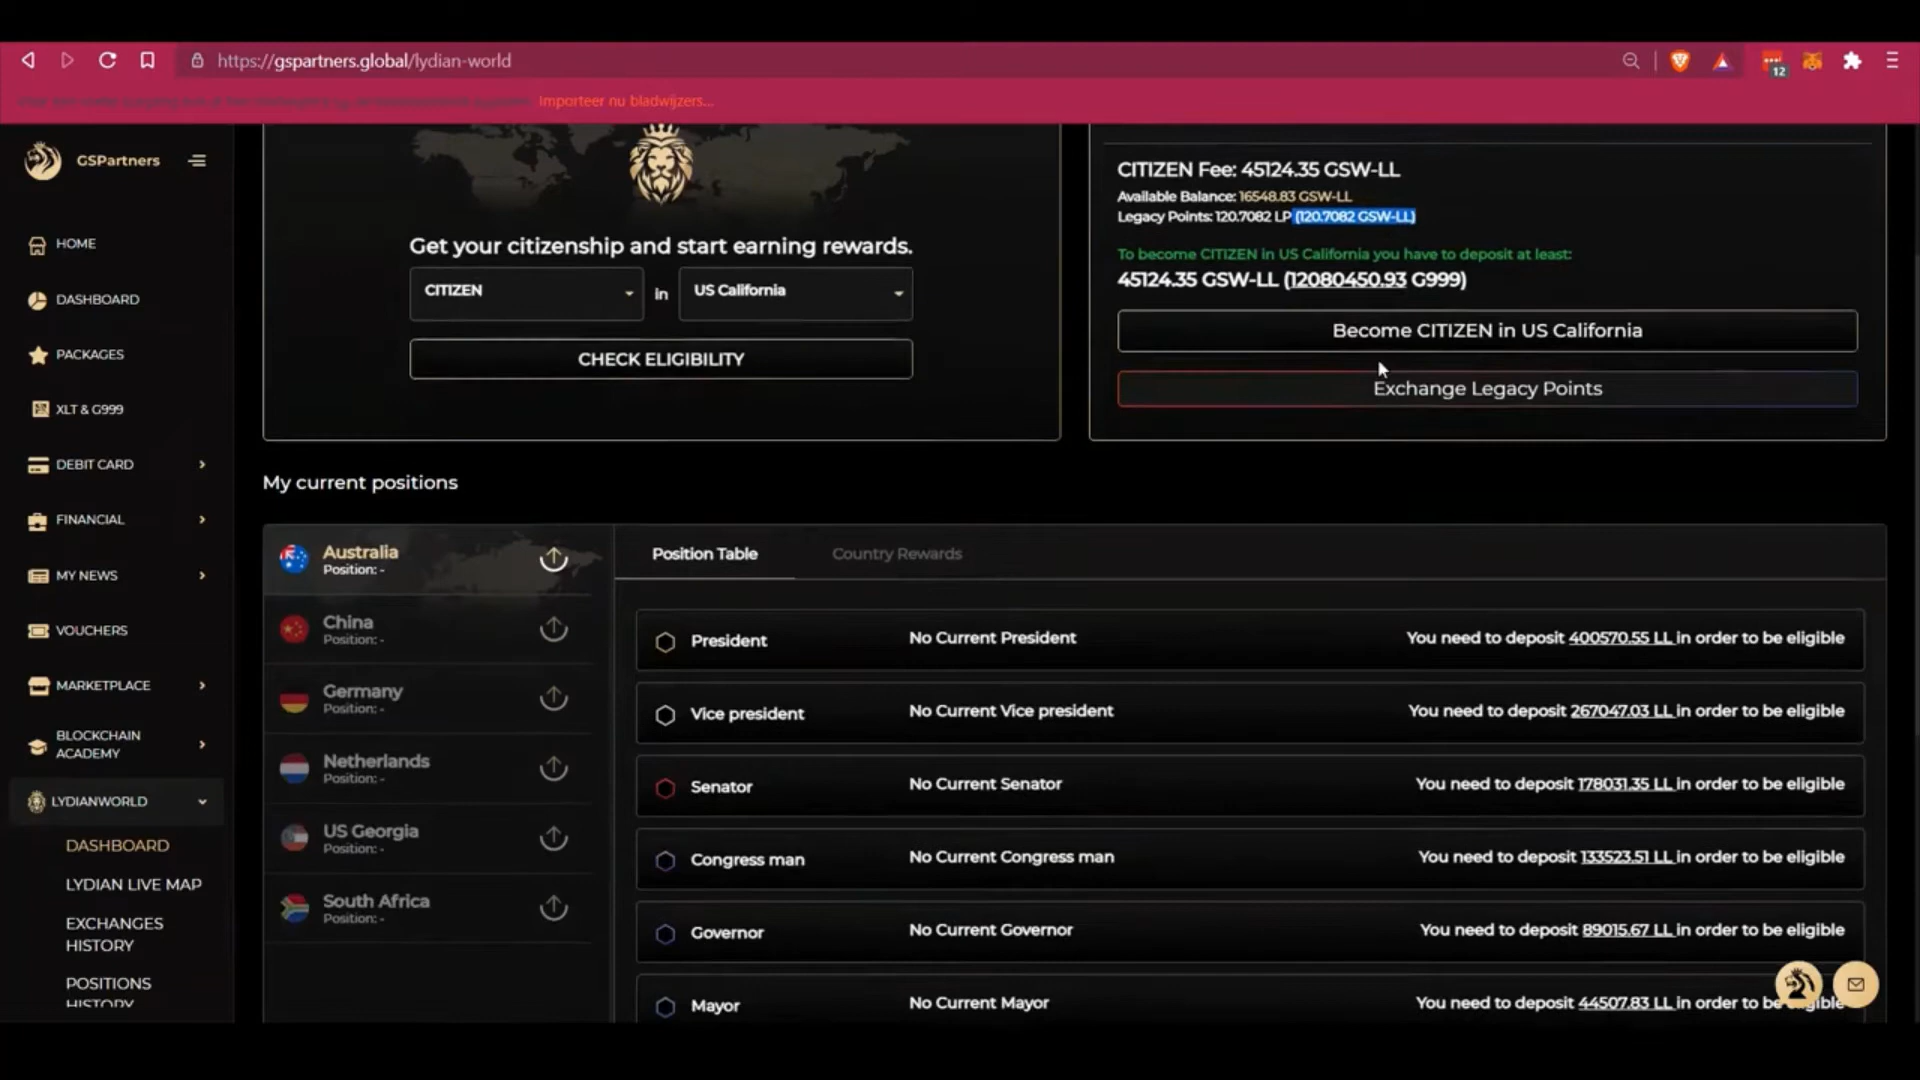 https://gspartners.global/lydian-world
12
Importeer nu bladwijzers...
GSPartners
HOME
DASHBOARD
PACKAGES
XLT & G999
DEBIT CARD
FINANCIAL
MY NEWS
VOUCHERS
MARKETPLACE
BLOCKCHAIN
ACADEMY
LYDIANWORLD
DASHBOARD
LYDIAN LIVE MAP
EXCHANGES
HISTORY
POSITIONS
HISTORY
Get your citizenship and start earning rewards.
CITIZEN in US California
CHECK ELIGIBILITY
CITIZEN Fee: 45124.35 GSW-LL
Available Balance: 16548.83 GSW-LL
Legacy Points: 120.7082 LP (120.7082 GSW-LL)
To become CITIZEN in US California you have to deposit at least:
45124.35 GSW-LL (12080450.93 G999)
Become CITIZEN in US California
Exchange Legacy Points
My current positions
Australia
Position: -
China
Position: -
Germany
Position: -
Netherlands
Position: -
US Georgia
Position: -
South Africa
Position: -
Position Table Country Rewards
President No Current President You need to deposit 400570.55 LL in order to be eligible
Vice president No Current Vice president You need to deposit 267047.03 LL in order to be eligible
Senator No Current Senator You need to deposit 178031.35 LL in order to be eligible
Congress man No Current Congress man You need to deposit 133523.51 LL in order to be eligible
Governor No Current Governor You need to deposit 89015.67 LL in order to be eligible
Mayor No Current Mayor You need to deposit 44507.83 LL in order to be eligible